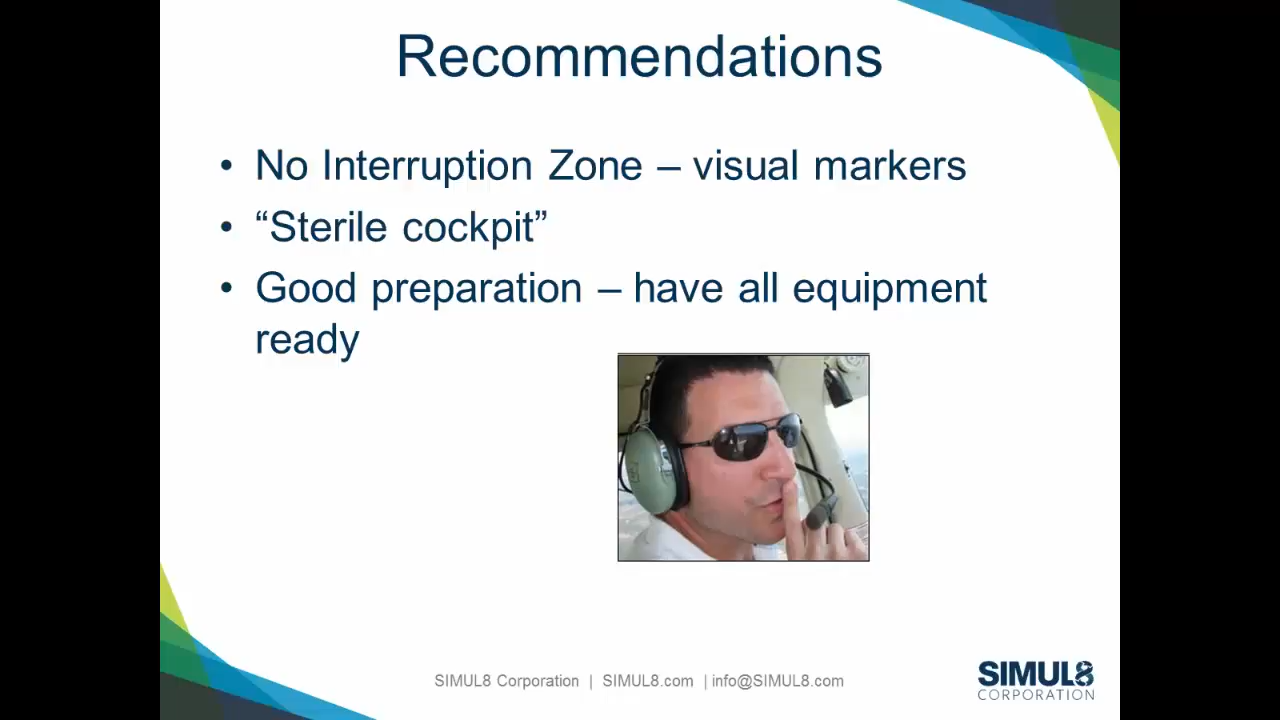 Recommendations
• No Interruption Zone – visual markers
• “Sterile cockpit”
• Good preparation – have all equipment
ready
SIMUL8 Corporation | SIMUL8.com | info@SIMUL8.com
SIMUL8
CORPORATION